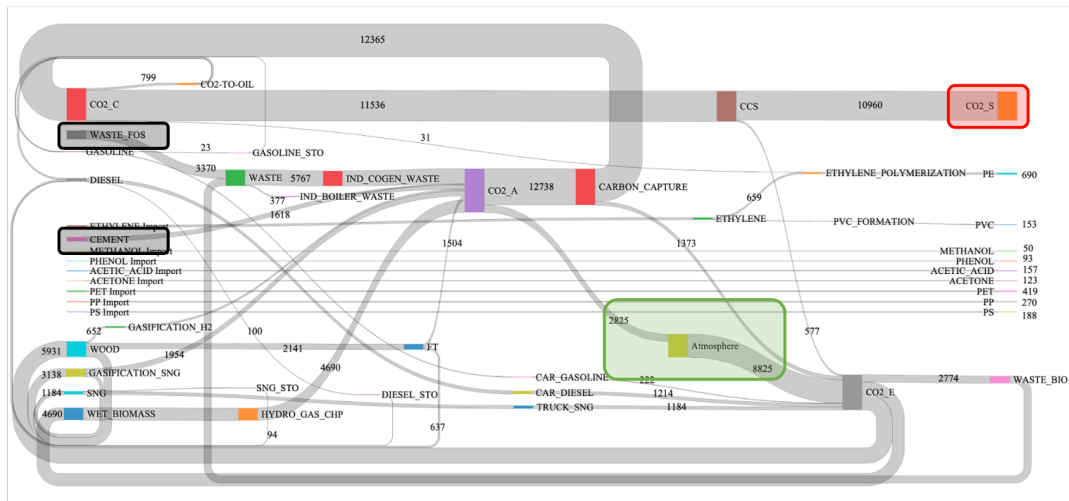 12365
799
CO2-TO-OIL
CO2_C
11536
CCS
10960
CO2_S
WASTE_FOS
31
GASOLINE
23
GASOLINE_STO
3370
WASTE
5767
IND_COGEN_WASTE
CO2_A
12738
CARBON_CAPTURE
ETHYLENE_POLYMERIZATION
PE
690
DIESEL
377
IND_BOILER_WASTE
659
1618
ETHYLENE
PVC_FORMATION
PVC
153
ETHYLENE Import
CEMENT
1504
1373
METHANOL Import
METHANOL
50
PHENOL Import
PHENOL
93
ACETIC_ACID Import
ACETIC_ACID
157
ACETONE Import
ACETONE
123
PET Import
PET
419
PP Import
PP
270
PS Import
PS
188
2825
652
GASIFICATION_H2
100
577
5931
WOOD
1954
2141
FT
Atmosphere
3138
GASIFICATION_SNG
4690
8825
CAR_GASOLINE
222
2774
WASTE_BIO
1184
SNG
SNG_STO
DIESEL_STO
CAR_DIESEL
1214
CO2_E
4690
WET_BIOMASS
HYDRO_GAS_CHP
TRUCK_SNG
1184
94
637